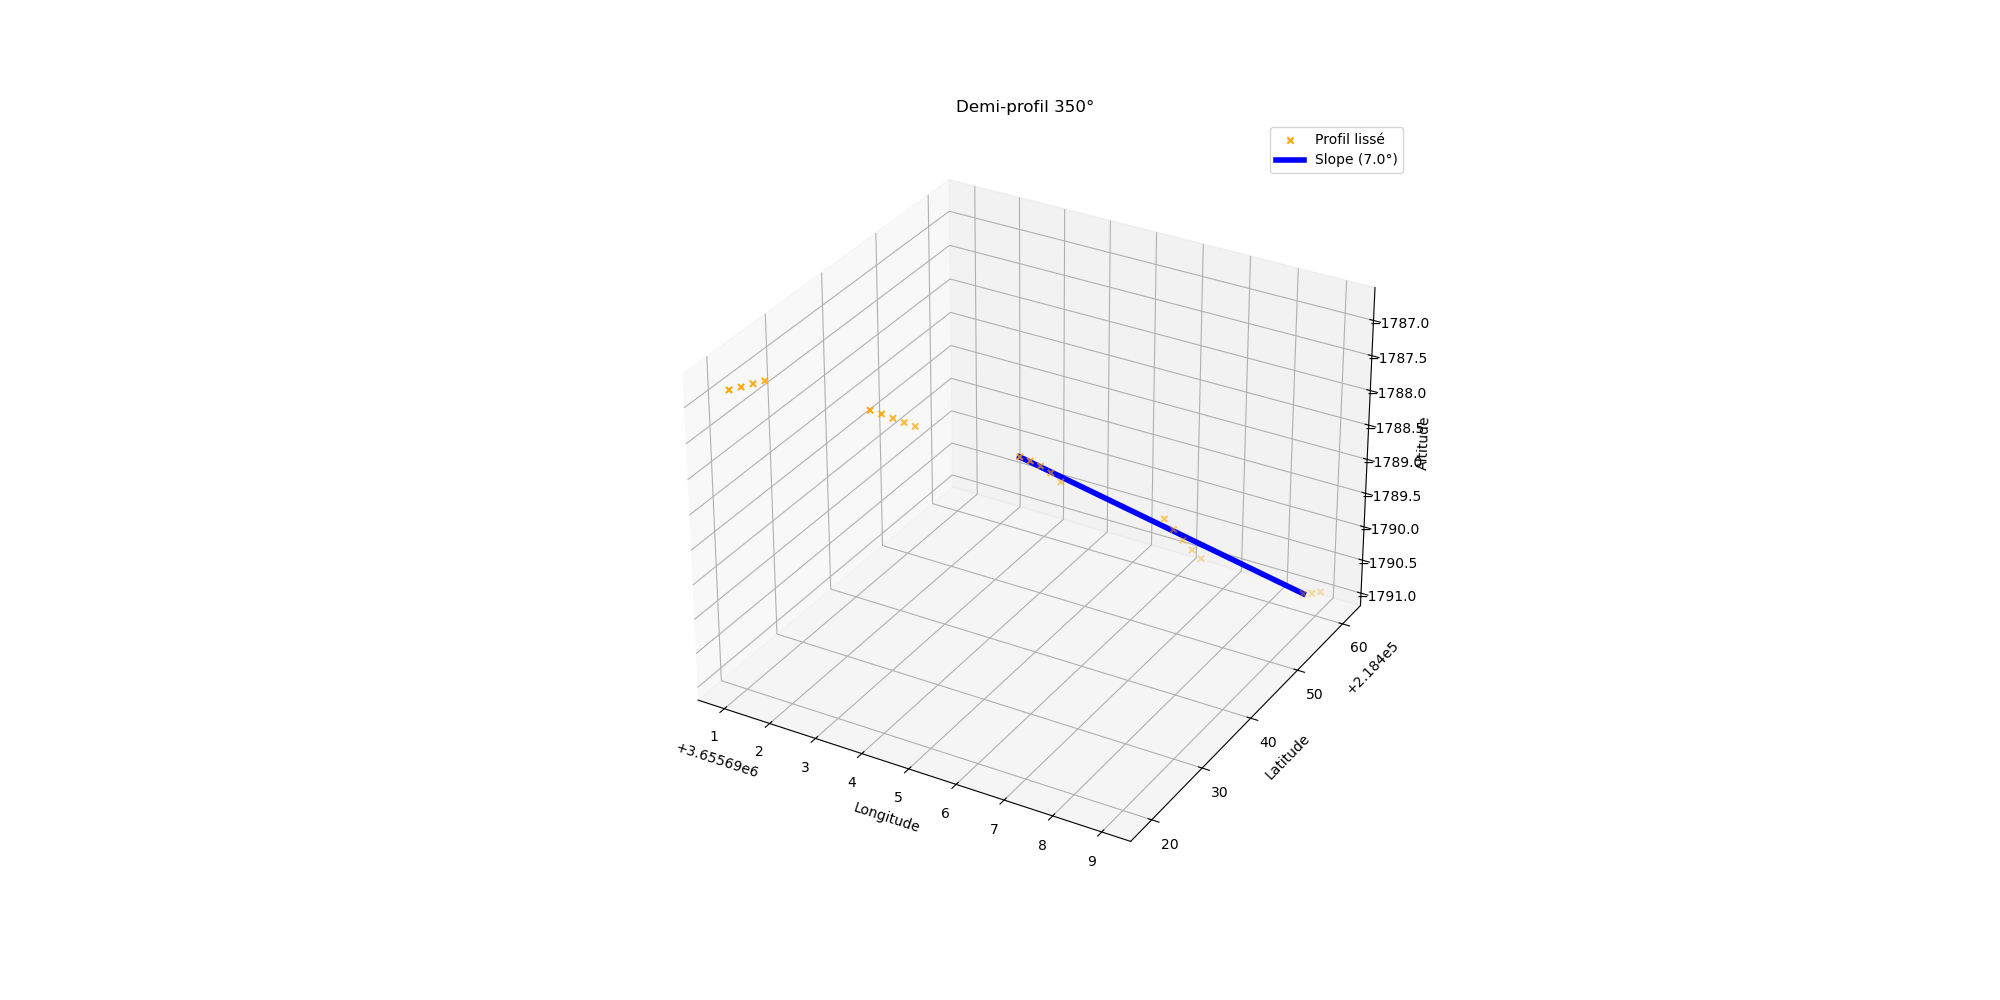 Demi-profil 350°
Profil lissé
Slope (7.0°)
−1787.0
−1787.5
−1788.0
−1788.5
−1789.0
−1789.5
−1790.0
−1790.5
−1791.0
Altitude
60
50
40
30
20
+2.184e5
Latitude
1
2
3
4
5
6
7
8
9
+3.65569e6
Longitude